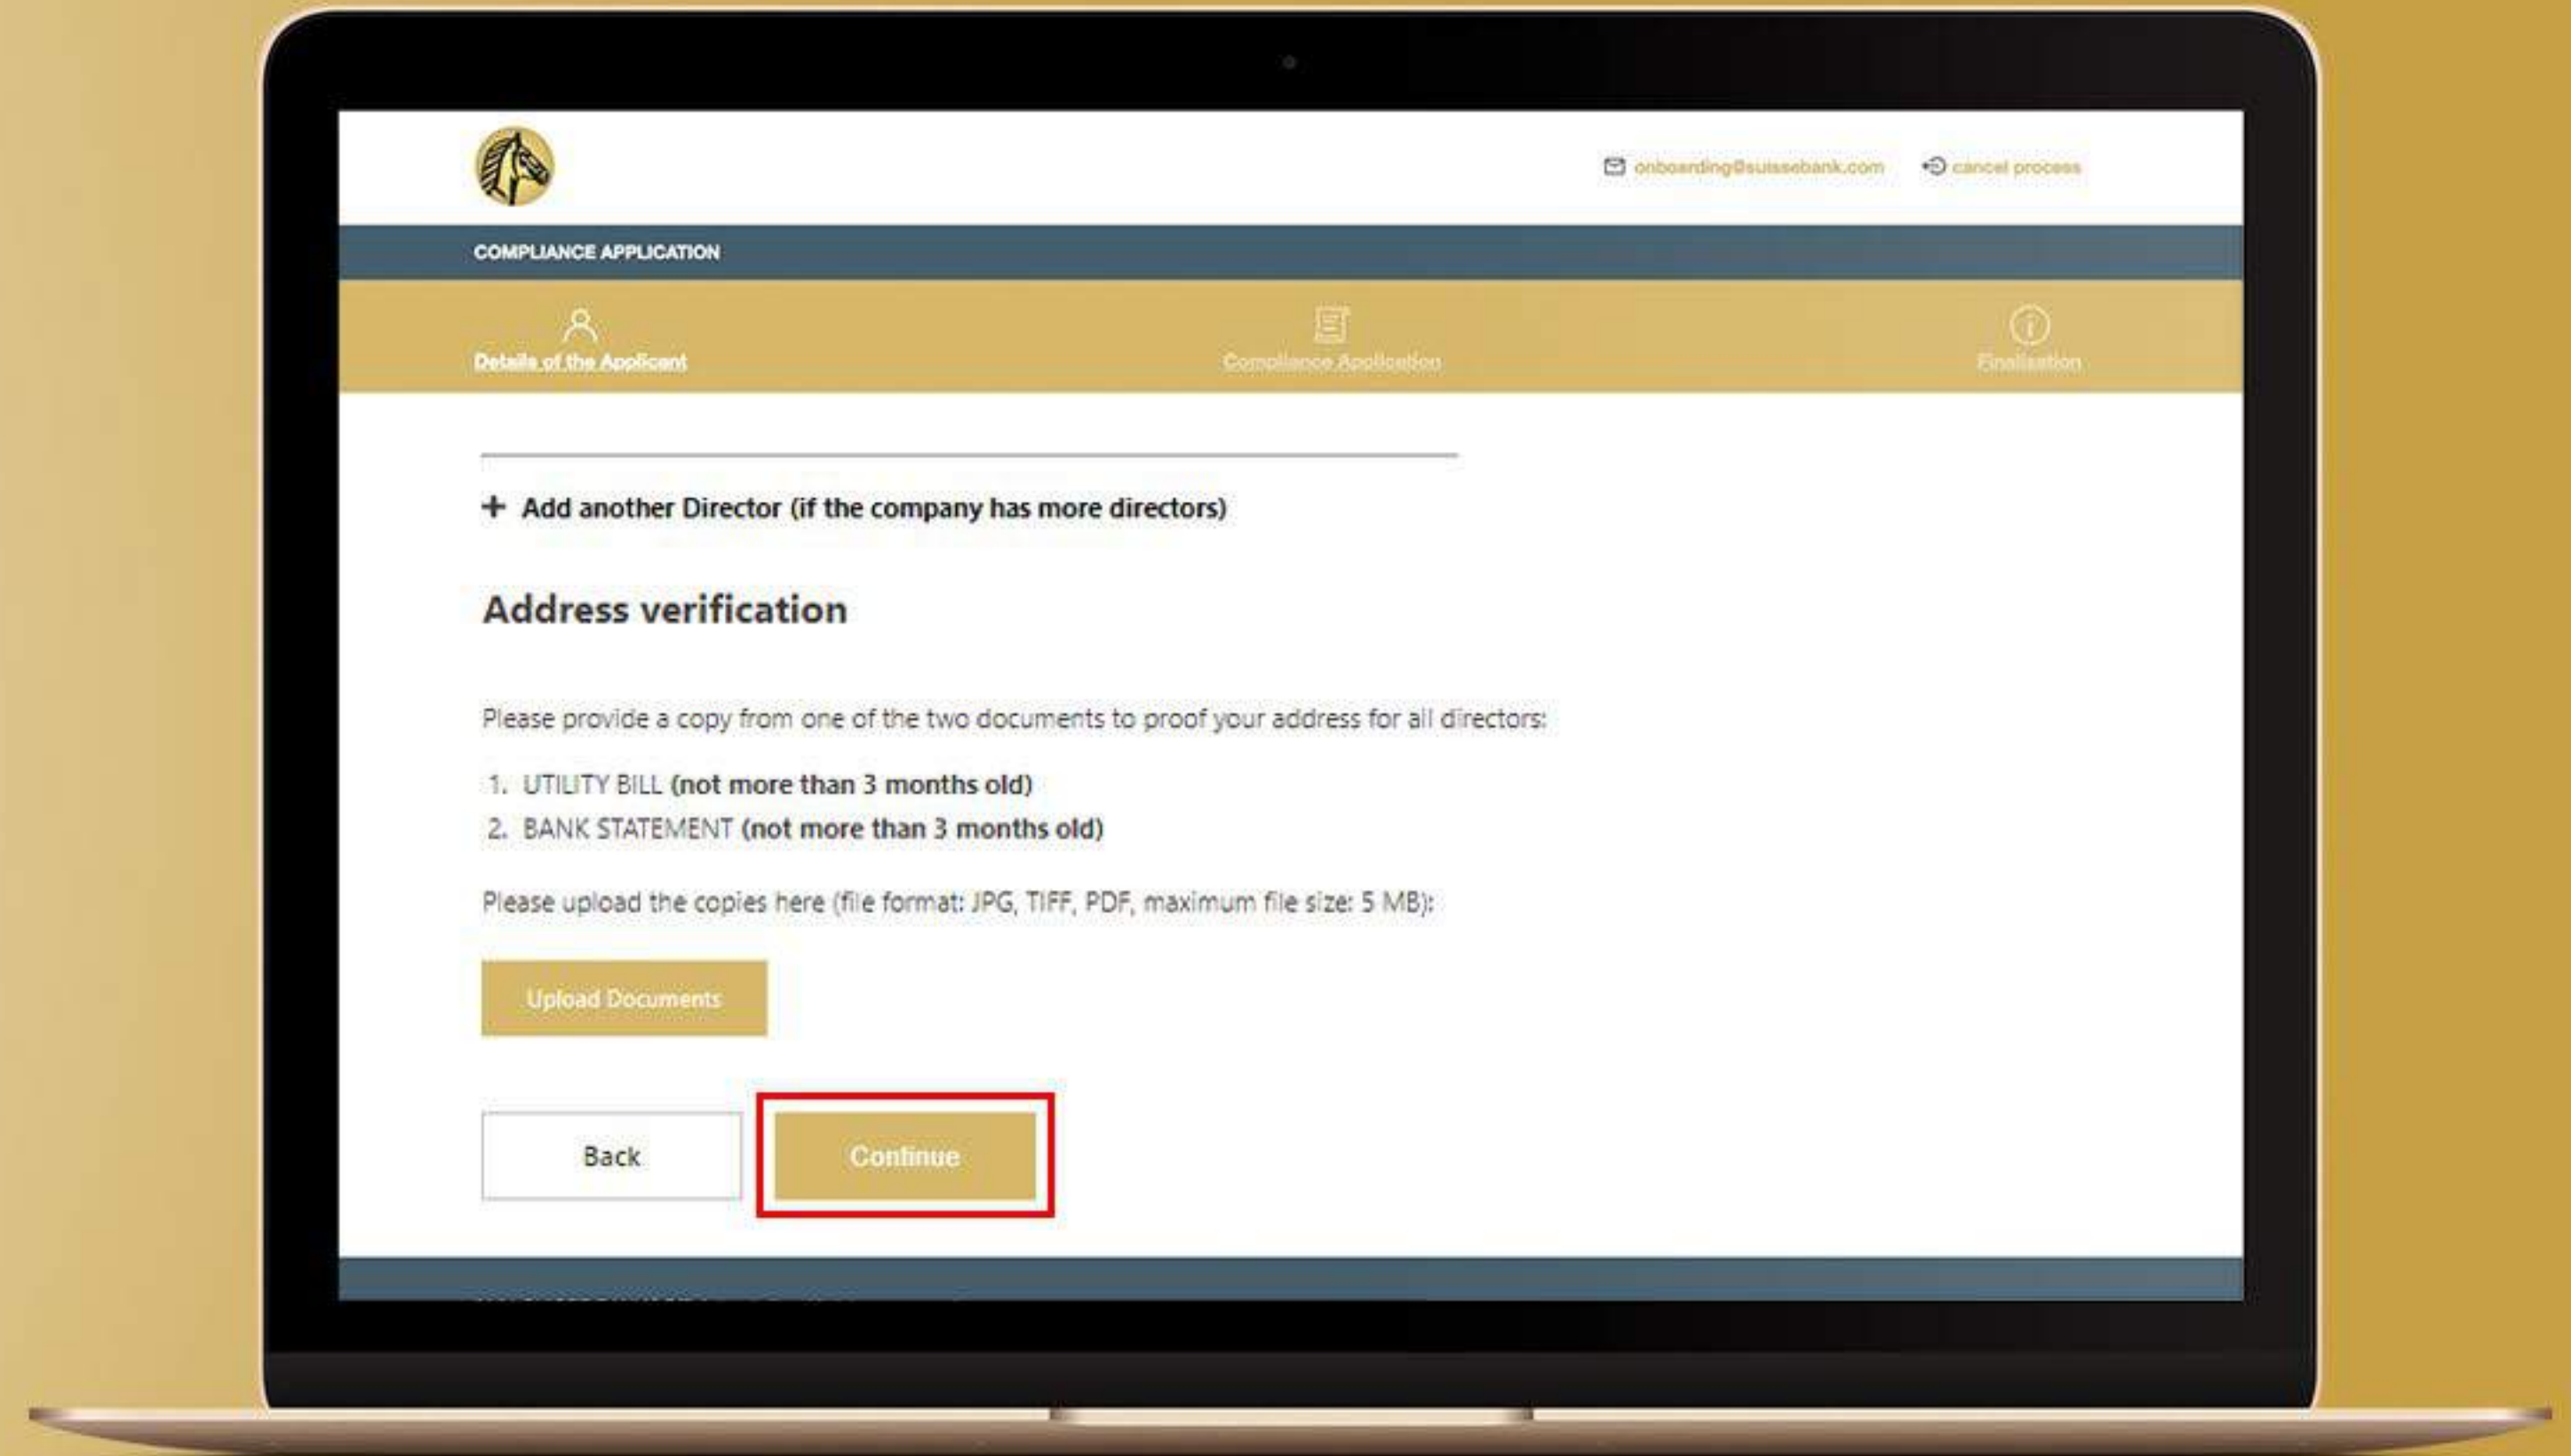 onboarding@suissebank.com cancel process
COMPLIANCE APPLICATION
Details of the Applicant Compliance Application Finalisation
+ Add another Director (if the company has more directors)
Address verification
Please provide a copy from one of the two documents to proof your address for all directors:
1. UTILITY BILL (not more than 3 months old)
2. BANK STATEMENT (not more than 3 months old)
Please upload the copies here (file format: JPG, TIFF, PDF, maximum file size: 5 MB):
Upload Documents
Back Continue